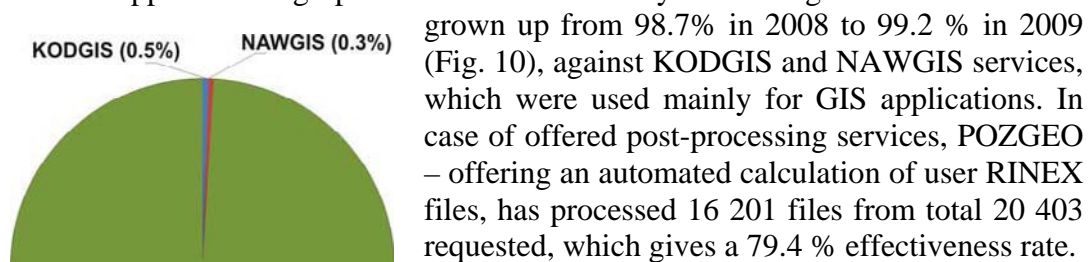 KODGIS (0.5%)
NAWGIS (0.3%)
grown up from 98.7% in 2008 to 99.2 % in 2009
(Fig. 10), against KODGIS and NAWGIS services,
which were used mainly for GIS applications. In
case of offered post-processing services, POZGEO
– offering an automated calculation of user RINEX
files, has processed 16 201 files from total 20 403
requested, which gives a 79.4 % effectiveness rate.